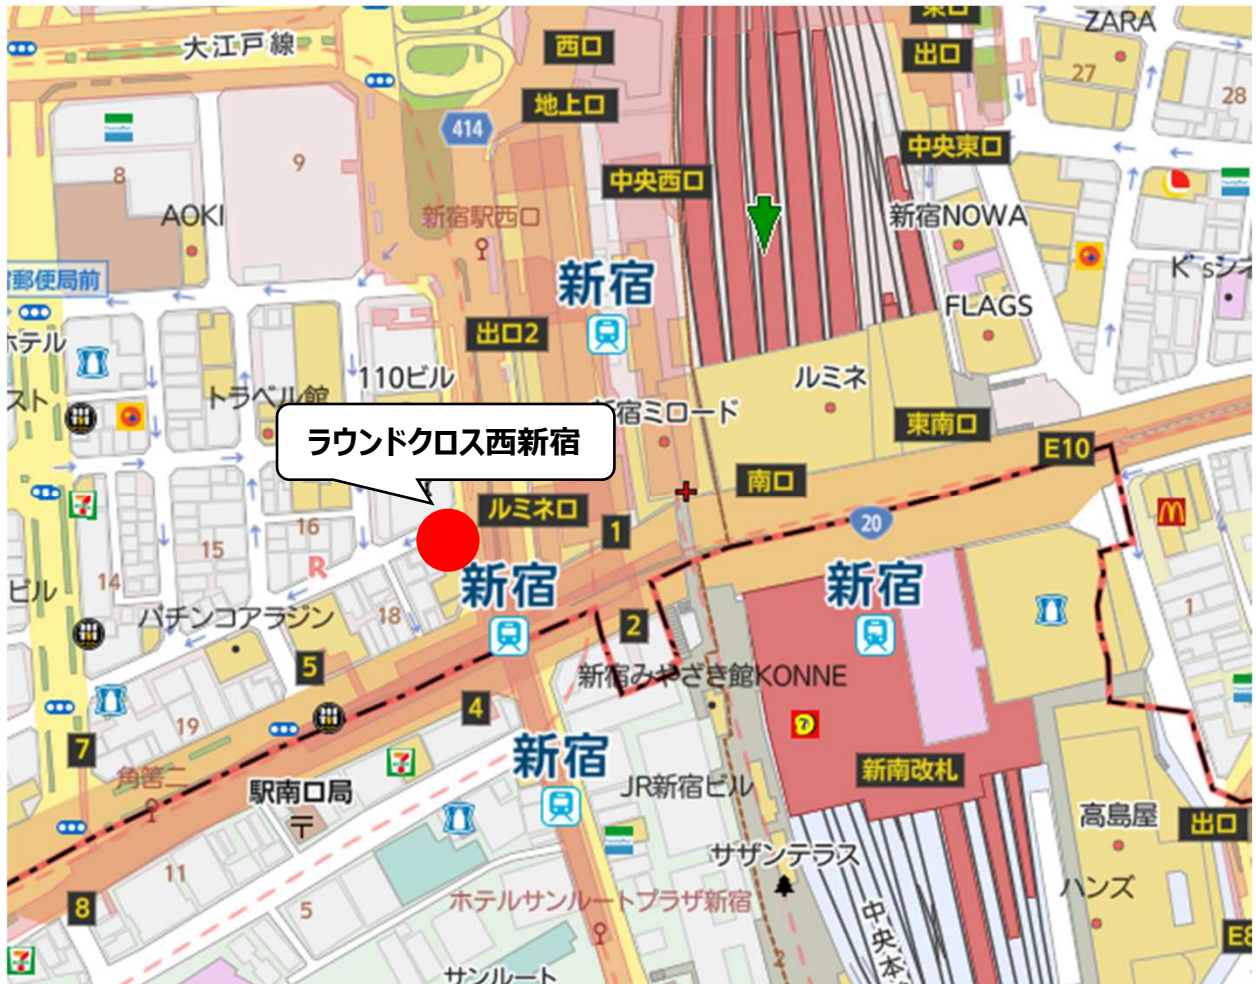 東口
ZARA
大江戸線
西口
出口
27
地上口
28
414
中央東口
9
8
中央西口
AOKI
新宿駅西口
新宿NOWA
新宿
郵便局前
K's
FLAGS
出口2
ホテル
110ビル
ルミネ
トラベル館
スト
宿ミロード
東南口
ラウンドクロス西新宿
E10
南口
ルミネ口
20
16
1
15
R
新宿
新宿
14
ビル
パチンコアラジン
18
2
1
5
新宿みやざき館KONNE
4
19
7
新宿
角筈二
新南改札
JR新宿ビル
駅南口局
高島屋
出口
サザンテラス
11
ハンズ
8
5
ホテルサンルートプラザ新宿
中央本
E8
2
サンルート